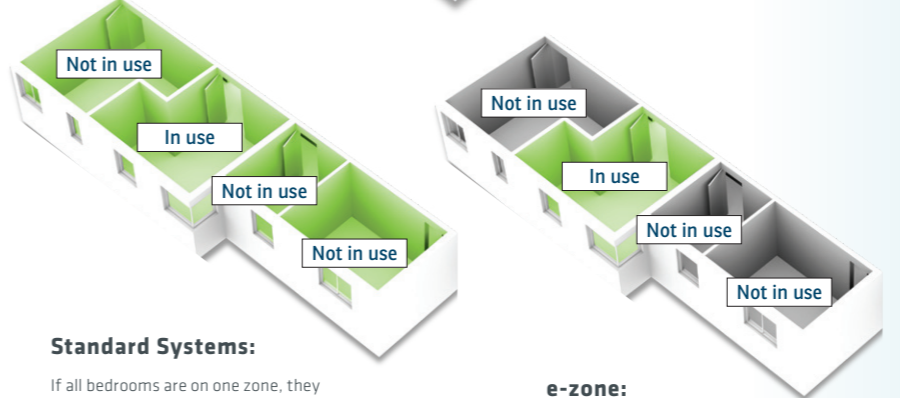 Not in use
In use
Not in use
Not in use
Standard Systems:
If all bedrooms are on one zone, they
Not in use
In use
Not in use
Not in use
e-zone: